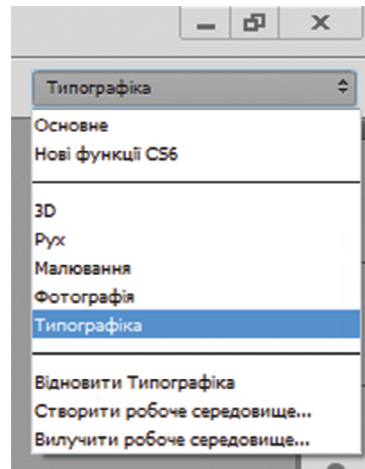 Типографіка
Основне
Нові функції CS6
3D
Рух
Малювання
Фотографія
Типографіка
Відновити Типографіка
Створити робоче середовище...
Вилучити робоче середовище...